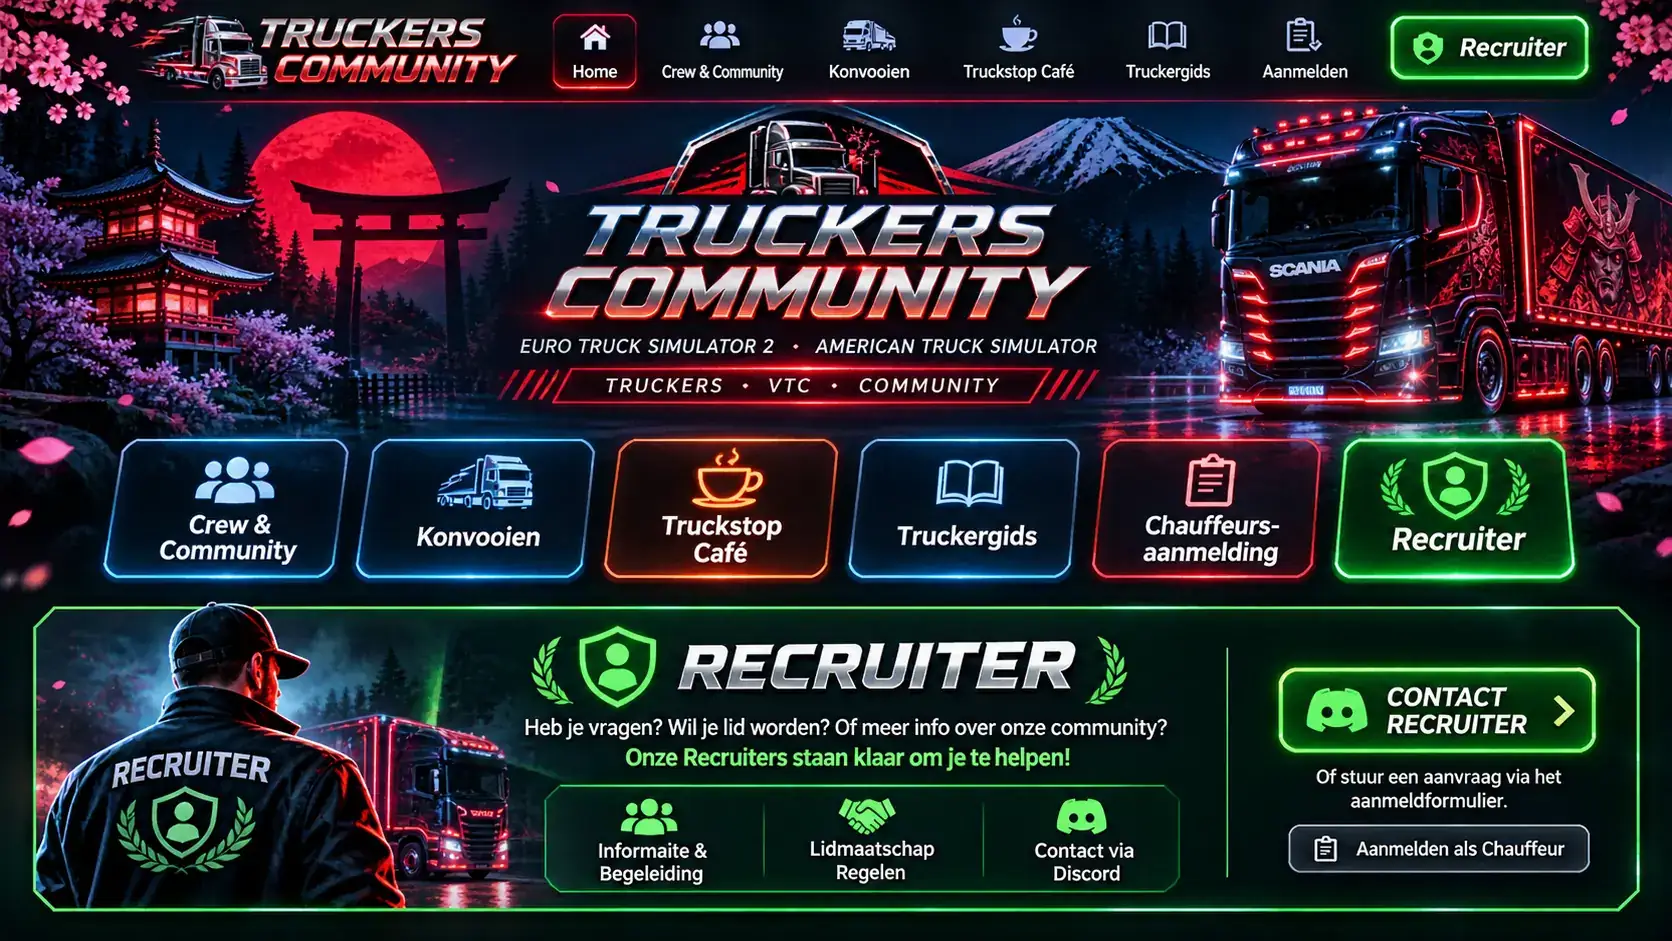 TRUCKERS
COMMUNITY
Home
Crew & Community
Konvooien
Truckstop Café
Truckergids
Aanmelden
Recruiter
TRUCKERS
COMMUNITY
EURO TRUCK SIMULATOR 2 • AMERICAN TRUCK SIMULATOR
TRUCKERS • VTC • COMMUNITY
SCANIA
Crew &
Community
Konvooien
Truckstop
Café
Truckergids
Chauffeurs-
aanmelding
Recruiter
RECRUITER
RECRUITER
Heb je vragen? Wil je lid worden? Of meer info over onze community?
Onze Recruiters staan klaar om je te helpen!
Informaite &
Begeleiding
Lidmaatschap
Regelen
Contact via
Discord
CONTACT
RECRUITER
Of stuur een aanvraag via het
aanmeldformulier.
Aanmelden als Chauffeur